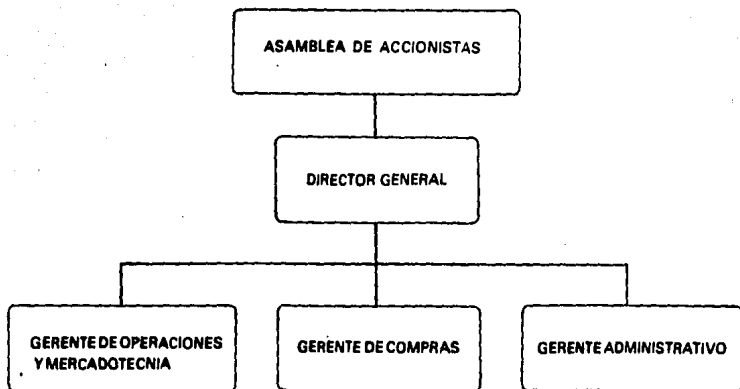 ASAMBLEA DE ACCIONISTAS
DIRECTOR GENERAL
GERENTE DE OPERACIONES
Y MERCADOTECNIA
GERENTE DE COMPRAS
GERENTE ADMINISTRATIVO